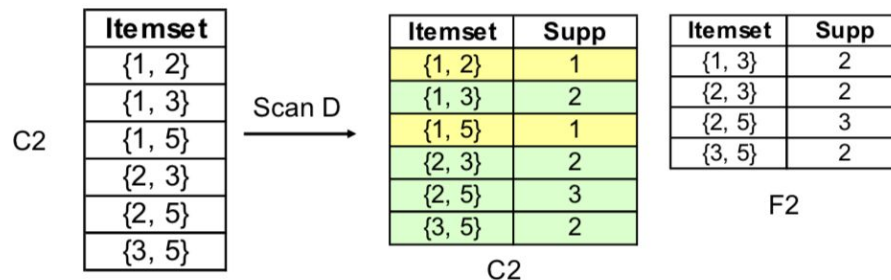 Itemset
{1, 2}
{1, 3}
{1, 5}
{2, 3}
{2, 5}
{3, 5}
C2
Scan D
Itemset Supp
{1, 2} 1
{1, 3} 2
{1, 5} 1
{2, 3} 2
{2, 5} 3
{3, 5} 2
C2
Itemset Supp
{1, 3} 2
{2, 3} 2
{2, 5} 3
{3, 5} 2
F2